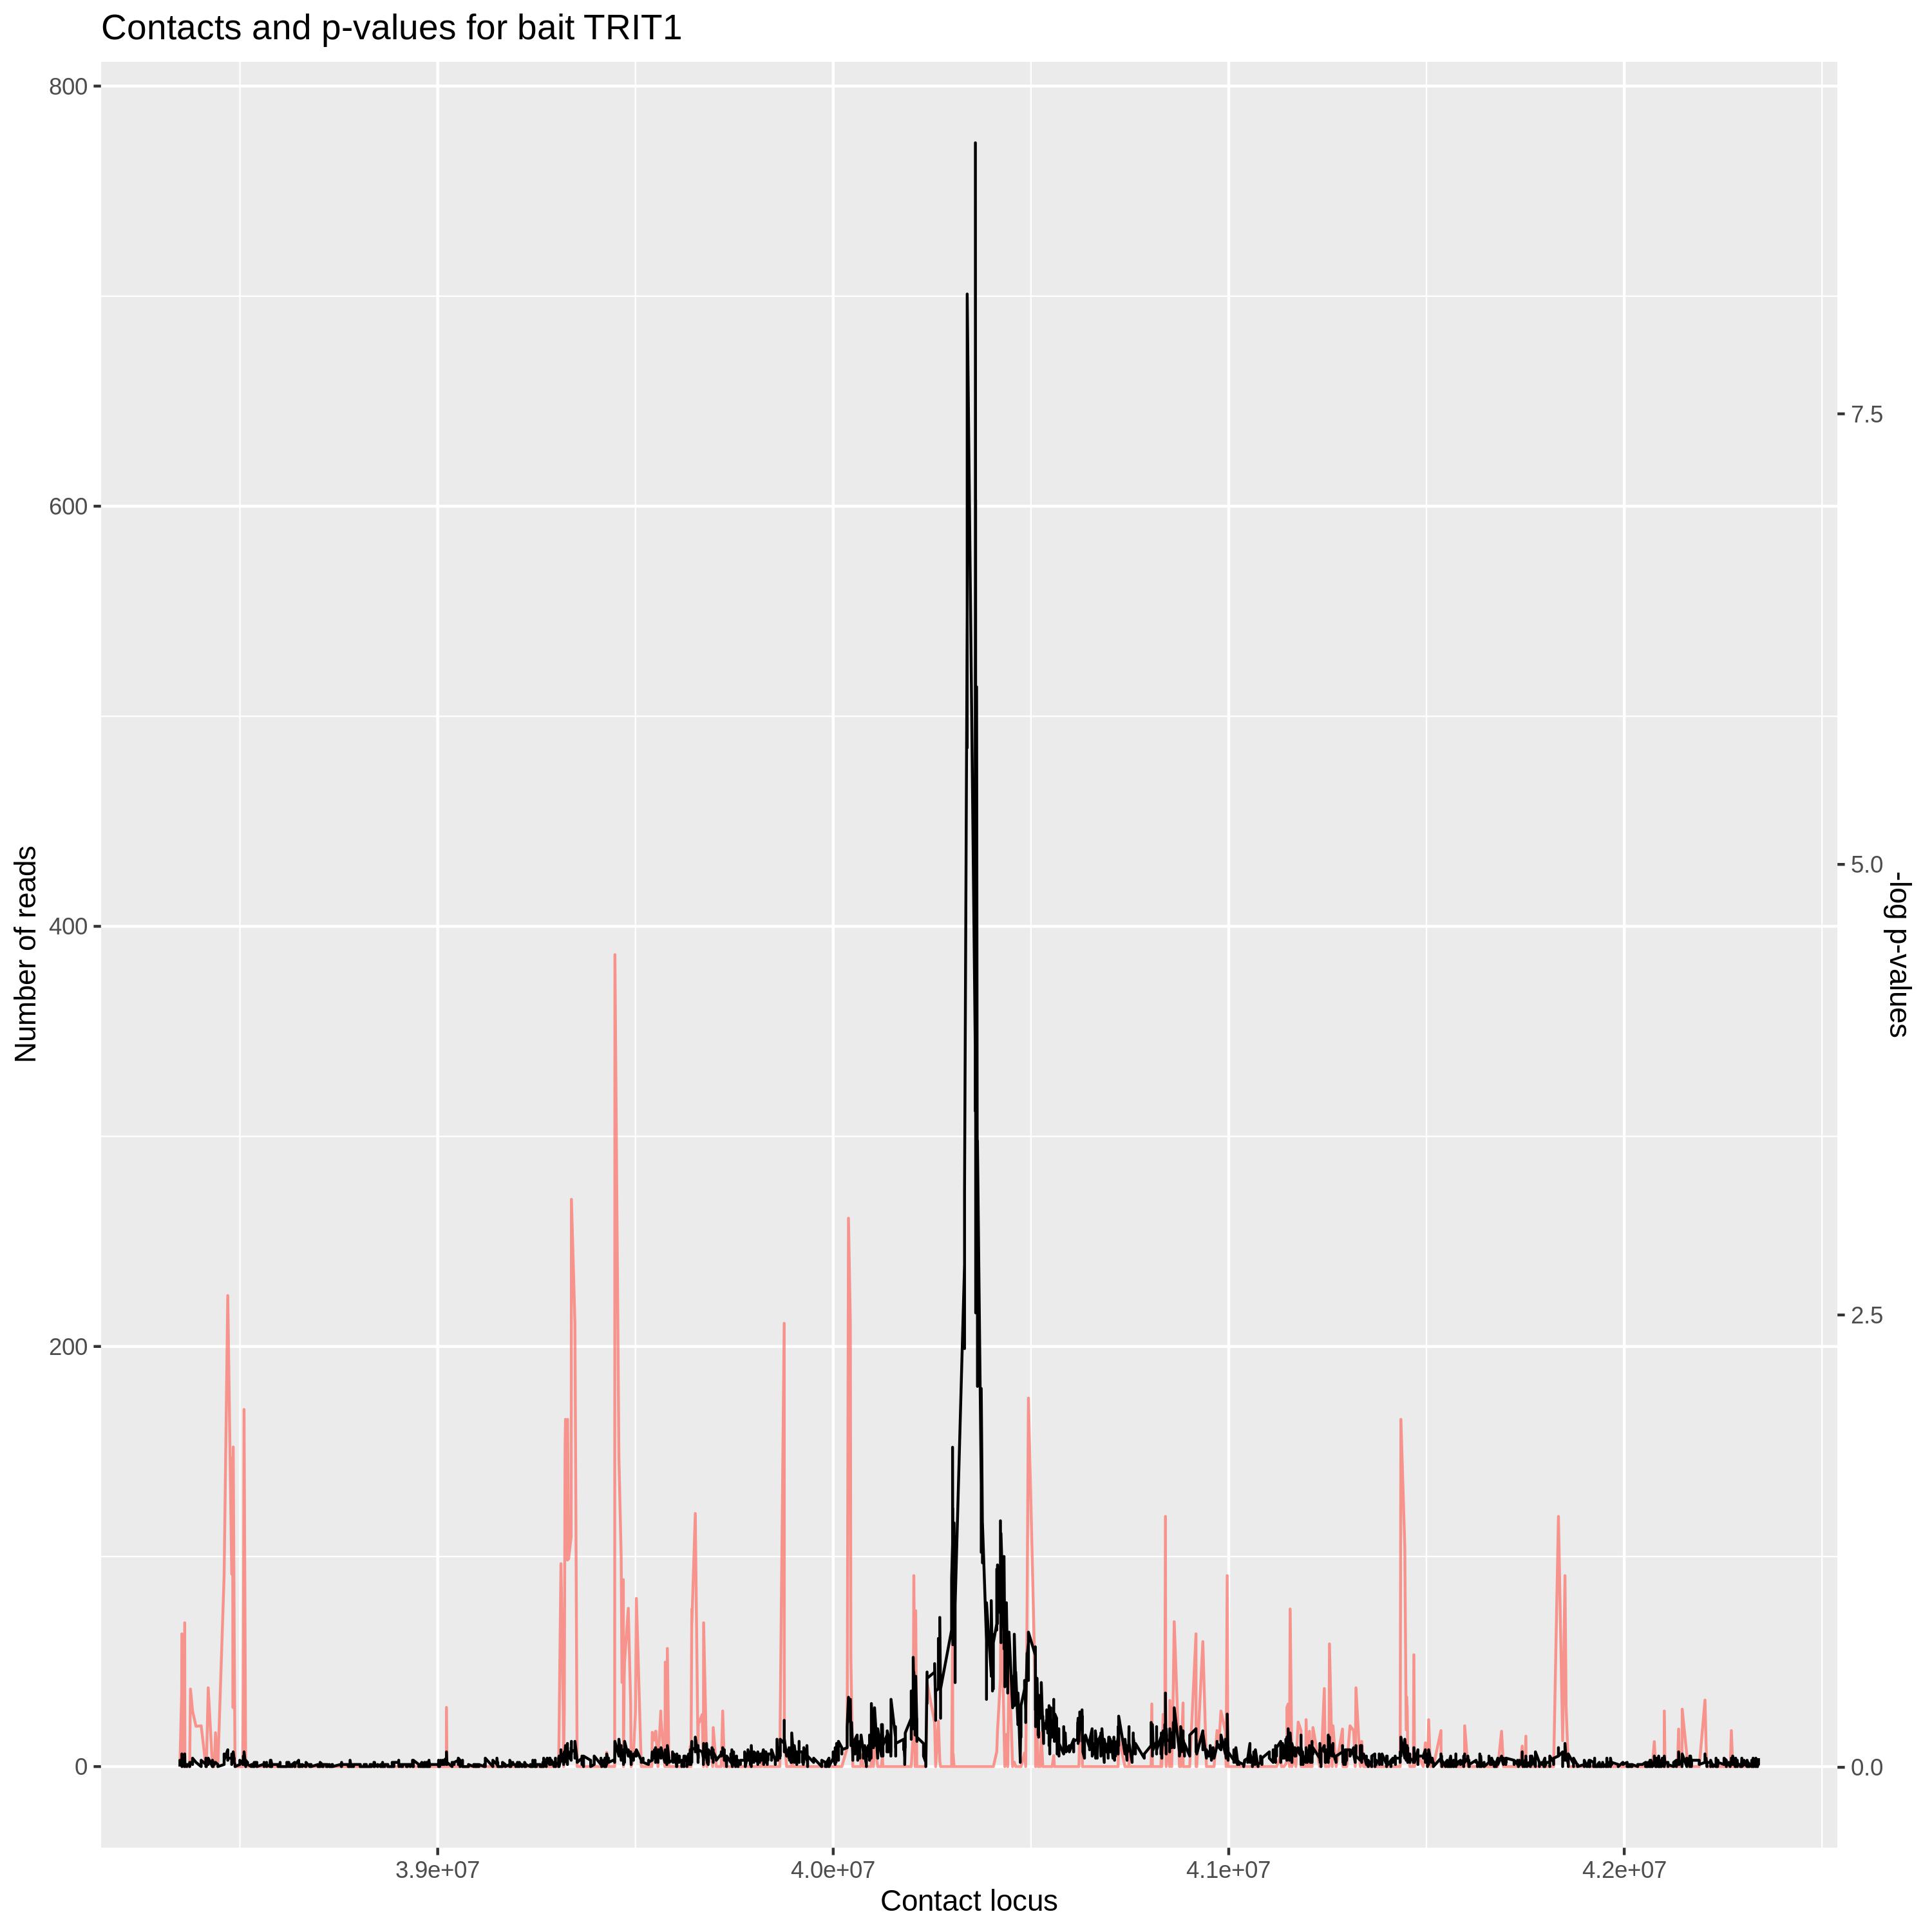 Contacts and p-values for bait TRIT1
800
600
400
200
0
Number of reads
7.5
5.0
2.5
0.0
-log p-values
3.9e+07
4.0e+07
4.1e+07
4.2e+07
Contact locus